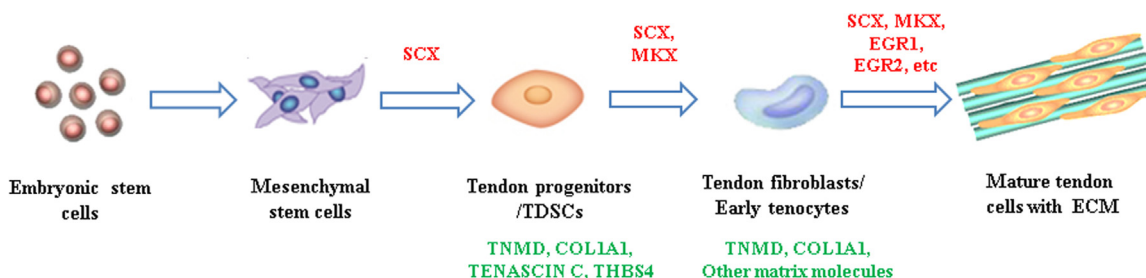 SCX
SCX,
MKX
SCX, MKX,
EGR1,
EGR2, etc
Embryonic stem
cells
Mesenchymal
stem cells
Tendon progenitors
/TDSCs
Tendon fibroblasts/
Early tenocytes
Mature tendon
cells with ECM
TNMD, COL1A1,
TENASCIN C, THBS4
TNMD, COL1A1,
Other matrix molecules